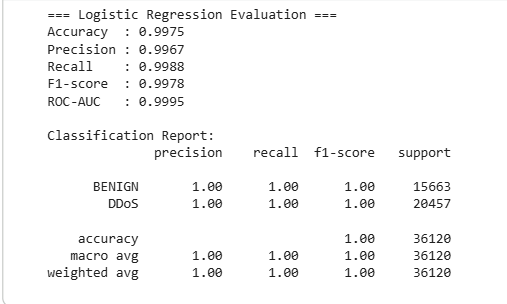 === Logistic Regression Evaluation ===
Accuracy  : 0.9975
Precision : 0.9967
Recall    : 0.9988
F1-score  : 0.9978
ROC-AUC   : 0.9995
Classification Report:
precision    recall  f1-score   support
BENIGN       1.00      1.00      1.00     15663
DDoS       1.00      1.00      1.00     20457
accuracy                           1.00     36120
macro avg       1.00      1.00      1.00     36120
weighted avg       1.00      1.00      1.00     36120